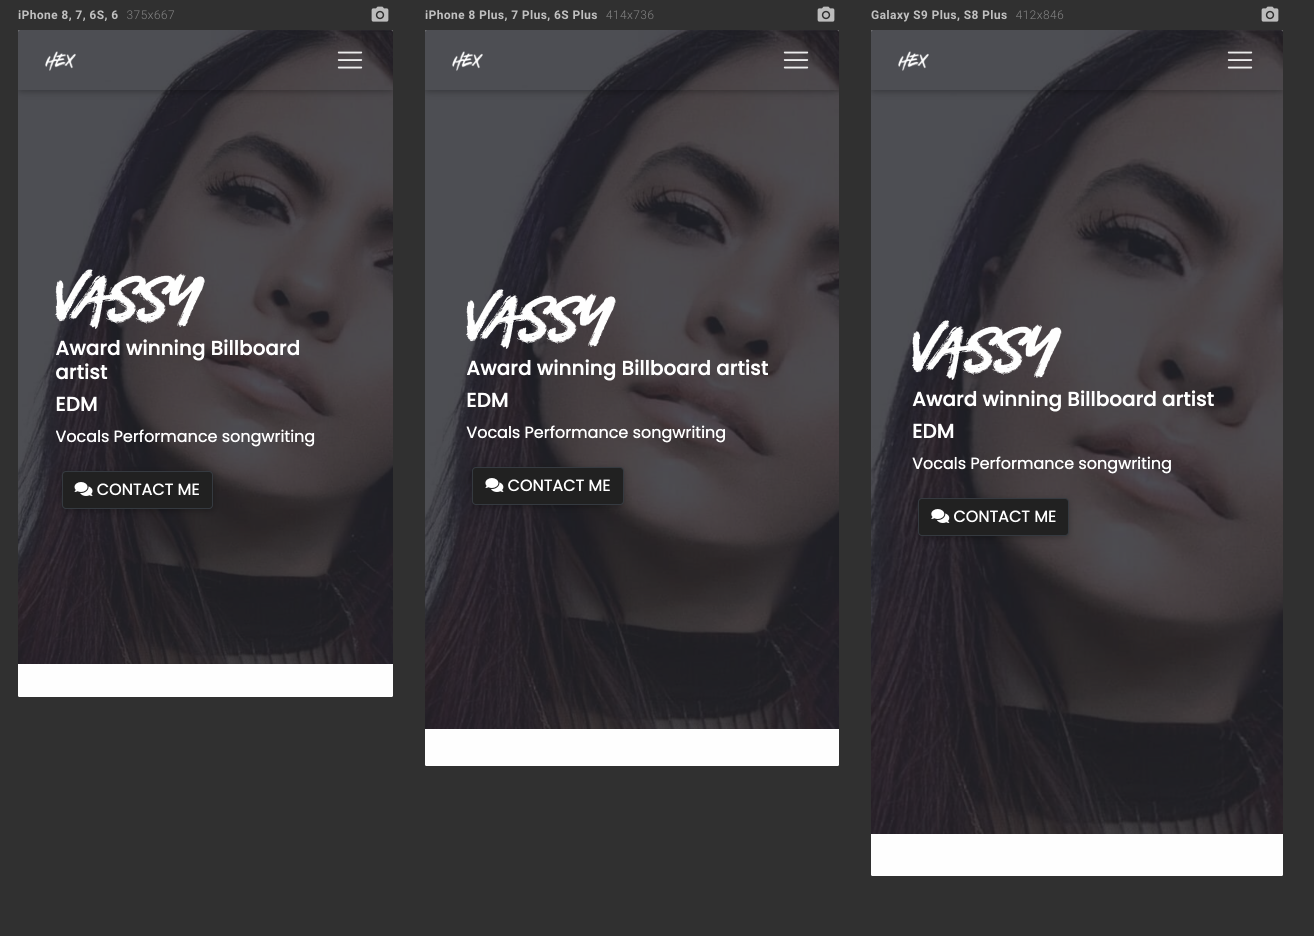 iPhone 8, 7, 6S, 6 375x667
HEX
VASSY
Award winning Billboard
artist
EDM
Vocals Performance songwriting
CONTACT ME
iPhone 8 Plus, 7 Plus, 6S Plus 414x736
HEX
VASSY
Award winning Billboard artist
EDM
Vocals Performance songwriting
CONTACT ME
Galaxy S9 Plus, S8 Plus 412x846
HEX
VASSY
Award winning Billboard artist
EDM
Vocals Performance songwriting
CONTACT ME